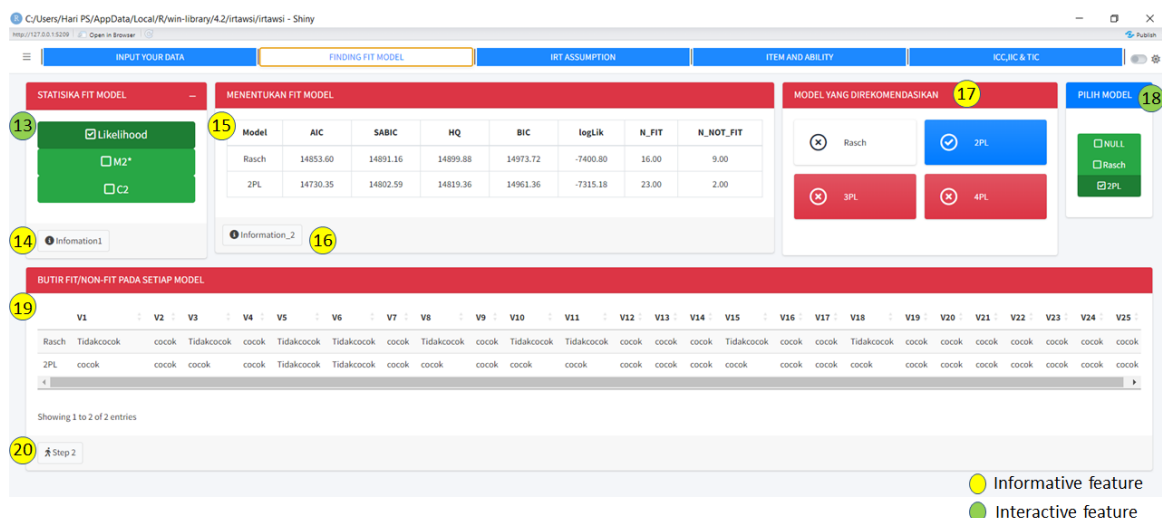 C:/Users/Hari PS/AppData/Local/R/win-library/4.2/irtawsi/irtawsi - Shiny
http://127.0.0.1:5209 Open in Browser Publish
INPUT YOUR DATA FINDING FIT MODEL IRT ASSUMPTION ITEM AND ABILITY ICC,IIC & TIC
STATISIKA FIT MODEL MENENTUKAN FIT MODEL MODEL YANG DIREKOMENDASIKAN 17 PILIH MODEL 18
13 Likelihood
M2*
C2
14 Infomation1
15 Model AIC SABIC HQ BIC logLik N_FIT N_NOT_FIT
Rasch 14853.60 14891.16 14899.88 14973.72 -7400.80 16.00 9.00
2PL 14730.35 14802.59 14819.36 14961.36 -7315.18 23.00 2.00
Information_2 16
Rasch 2PL
3PL 4PL
NULL
Rasch
2PL
BUTIR FIT/NON-FIT PADA SETIAP MODEL
19
V1 V2 V3 V4 V5 V6 V7 V8 V9 V10 V11 V12 V13 V14 V15 V16 V17 V18 V19 V20 V21 V22 V23 V24 V25
Rasch Tidakcocok cocok Tidakcocok cocok Tidakcocok Tidakcocok cocok Tidakcocok cocok Tidakcocok Tidakcocok cocok cocok cocok Tidakcocok cocok cocok Tidakcocok cocok cocok cocok cocok cocok cocok cocok
2PL cocok cocok cocok cocok Tidakcocok Tidakcocok cocok cocok cocok cocok cocok cocok cocok cocok cocok cocok cocok cocok cocok cocok cocok cocok cocok cocok cocok
Showing 1 to 2 of 2 entries
20 Step 2
Informative feature
Interactive feature